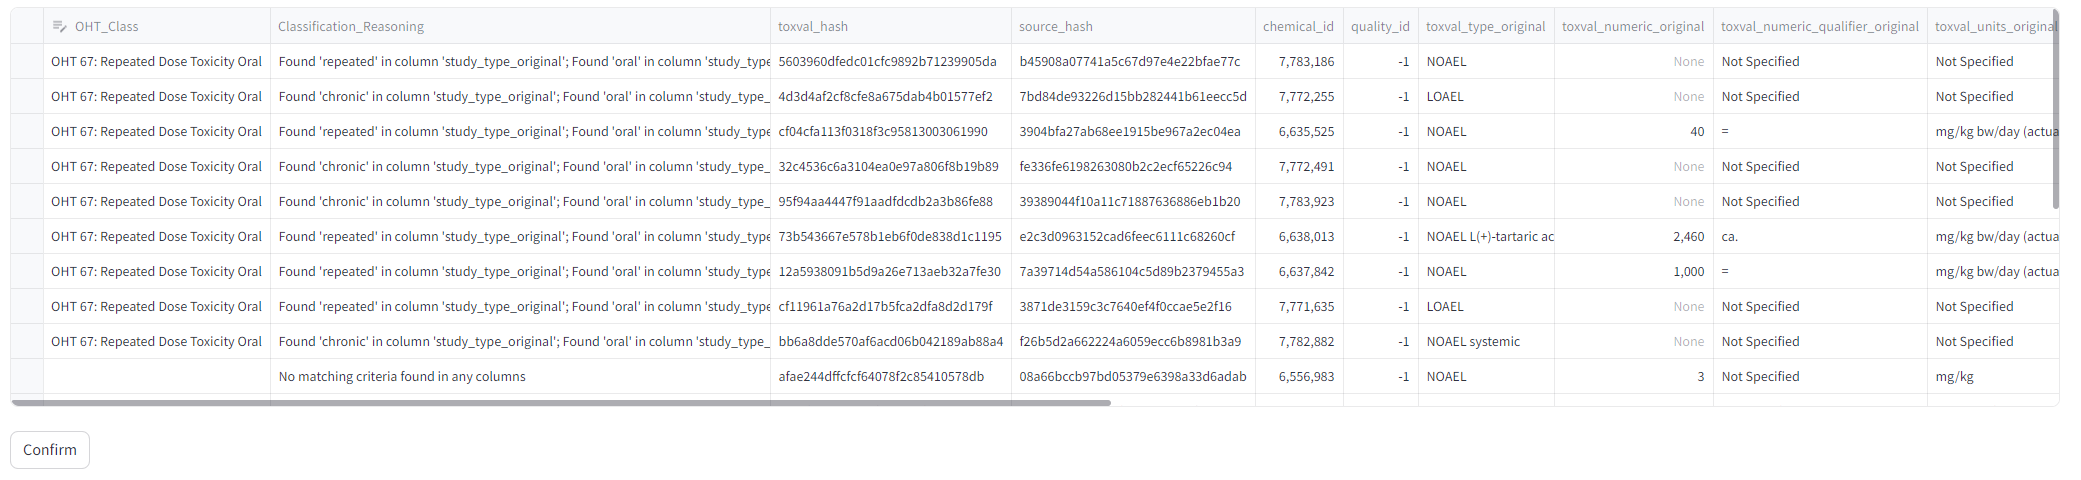 OHT_Class Classification_Reasoning toxval_hash source_hash chemical_id quality_id toxval_type_original toxval_numeric_original toxval_numeric_qualifier_original toxval_units_original
OHT 67: Repeated Dose Toxicity Oral Found 'repeated' in column 'study_type_original'; Found 'oral' in column 'study_type 5603960dfedc01cfc9892b71239905da b45908a07741a5c67d97e4e22bfae77c 7,783,186 -1 NOAEL None Not Specified Not Specified
OHT 67: Repeated Dose Toxicity Oral Found 'chronic' in column 'study_type_original'; Found 'oral' in column 'study_type_ 4d3d4af2cf8cfe8a675dab4b01577ef2 7bd84de93226d15bb282441b61eecc5d 7,772,255 -1 LOAEL None Not Specified Not Specified
OHT 67: Repeated Dose Toxicity Oral Found 'repeated' in column 'study_type_original'; Found 'oral' in column 'study_type cf04cfa113f0318f3c95813003061990 3904bfa27ab68ee1915be967a2ec04ea 6,635,525 -1 NOAEL 40 = mg/kg bw/day (actua
OHT 67: Repeated Dose Toxicity Oral Found 'chronic' in column 'study_type_original'; Found 'oral' in column 'study_type_ 32c4536c6a3104ea0e97a806f8b19b89 fe336fe6198263080b2c2ecf65226c94 7,772,491 -1 NOAEL None Not Specified Not Specified
OHT 67: Repeated Dose Toxicity Oral Found 'chronic' in column 'study_type_original'; Found 'oral' in column 'study_type_ 95f94aa4447f91aadfdcdb2a3b86fe88 39389044f10a11c71887636886eb1b20 7,783,923 -1 NOAEL None Not Specified Not Specified
OHT 67: Repeated Dose Toxicity Oral Found 'repeated' in column 'study_type_original'; Found 'oral' in column 'study_type 73b543667e578b1eb6f0de838d1c1195 e2c3d0963152cad6feec6111c68260cf 6,638,013 -1 NOAEL L(+)-tartaric ac 2,460 ca. mg/kg bw/day (actua
OHT 67: Repeated Dose Toxicity Oral Found 'repeated' in column 'study_type_original'; Found 'oral' in column 'study_type 12a5938091b5d9a26e713aeb32a7fe30 7a39714d54a586104c5d89b2379455a3 6,637,842 -1 NOAEL 1,000 = mg/kg bw/day (actua
OHT 67: Repeated Dose Toxicity Oral Found 'repeated' in column 'study_type_original'; Found 'oral' in column 'study_type cf11961a76a2d17b5fca2dfa8d2d179f 3871de3159c3c7640ef4f0ccae5e2f16 7,771,635 -1 LOAEL None Not Specified Not Specified
OHT 67: Repeated Dose Toxicity Oral Found 'chronic' in column 'study_type_original'; Found 'oral' in column 'study_type_ bb6a8dde570af6acd06b042189ab88a4 f26b5d2a662224a6059ecc6b8981b3a9 7,782,882 -1 NOAEL systemic None Not Specified Not Specified
No matching criteria found in any columns afae244dffcfcf64078f2c85410578db 08a66bccb97bd05379e6398a33d6adab 6,556,983 -1 NOAEL 3 Not Specified mg/kg
Confirm